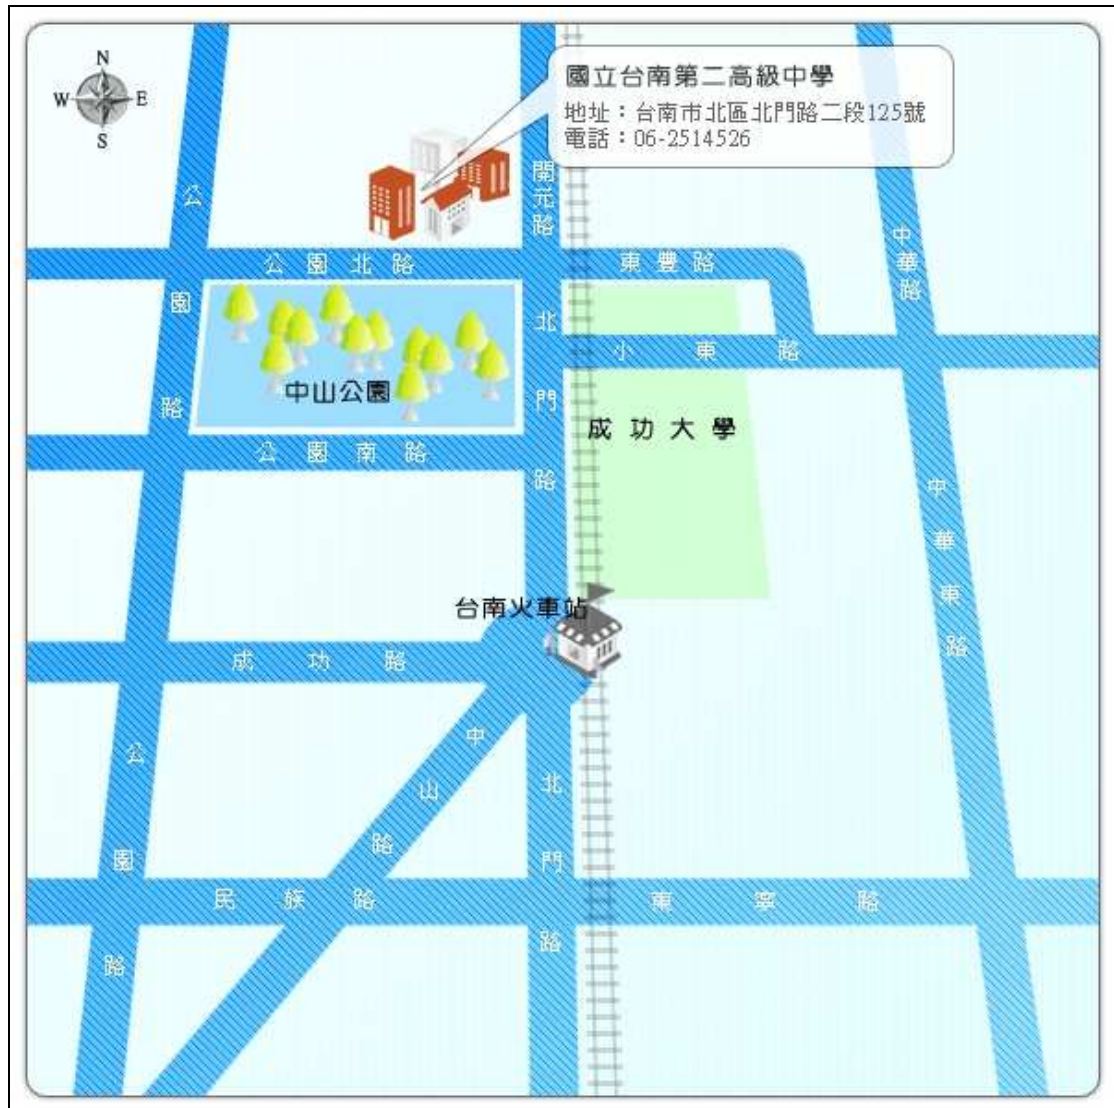 N
W E
S
國立台南第二高級中學
地址：台南市北區北門路二段125號
電話：06-2514526
公園路
開元路
中華路
公園北路
東豐路
北門路
小東路
中山公園
成功大學
公園南路
中華東路
台南火車站
成功路
中山路
公園路
北門路
民族路
東寧路